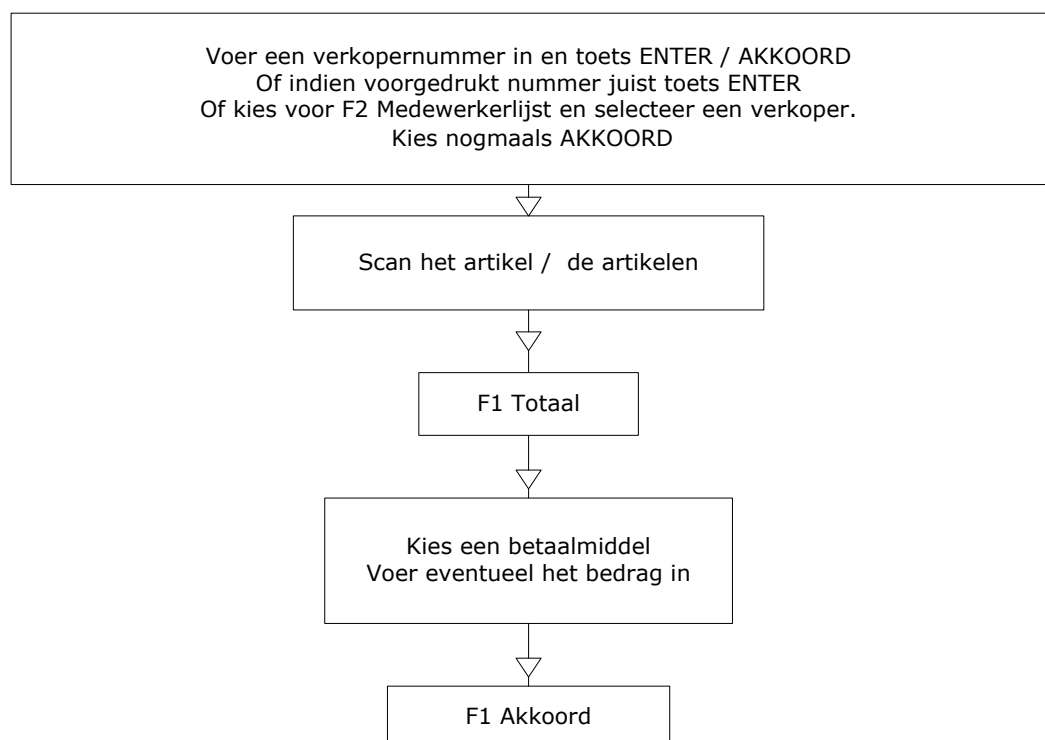 Voer een verkopernummer in en toets ENTER / AKKOORD
Of indien voorgedrukt nummer juist toets ENTER
Of kies voor F2 Medewerkerlijst en selecteer een verkoper.
Kies nogmaals AKKOORD
Scan het artikel / de artikelen
F1 Totaal
Kies een betaalmiddel
Voer eventueel het bedrag in
F1 Akkoord